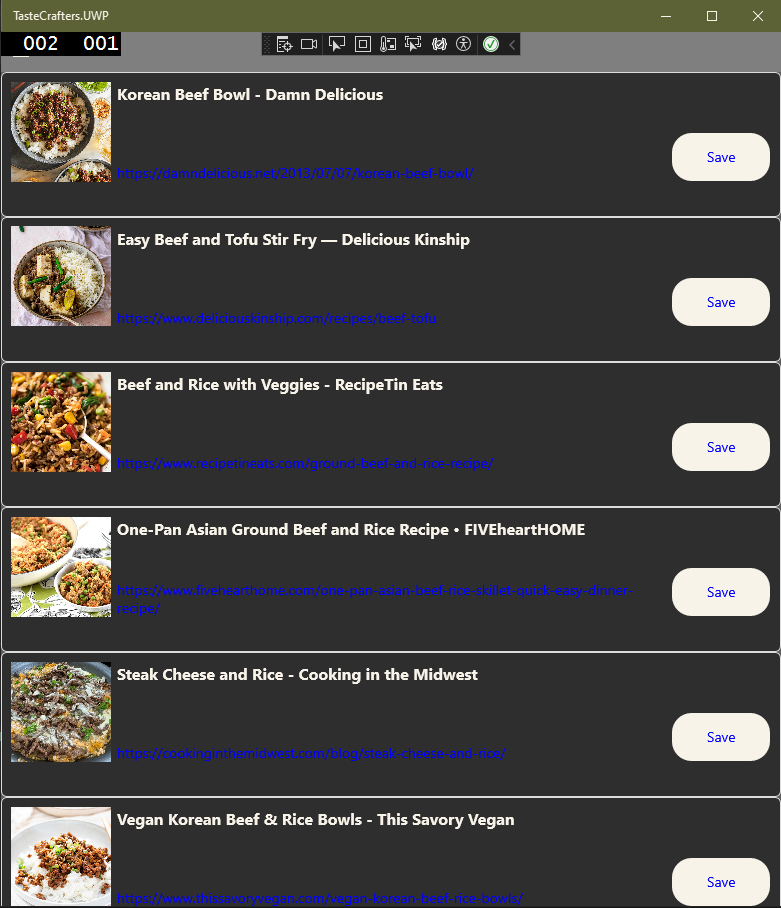 TasteCrafters.UWP
002 001
Korean Beef Bowl - Damn Delicious
https://damndelicious.net/2013/07/07/korean-beef-bowl/
Save
Easy Beef and Tofu Stir Fry — Delicious Kinship
https://www.deliciouskinship.com/recipes/beef-tofu
Save
Beef and Rice with Veggies - RecipeTin Eats
https://www.recipetineats.com/ground-beef-and-rice-recipe/
Save
One-Pan Asian Ground Beef and Rice Recipe • FIVEheartHOME
https://www.fivehearthome.com/one-pan-asian-beef-rice-skillet-quick-easy-dinner-
recipe/
Save
Steak Cheese and Rice - Cooking in the Midwest
https://cookinginthemidwest.com/blog/steak-cheese-and-rice/
Save
Vegan Korean Beef & Rice Bowls - This Savory Vegan
https://www.thissavoryvegan.com/vegan-korean-beef-rice-bowls/
Save